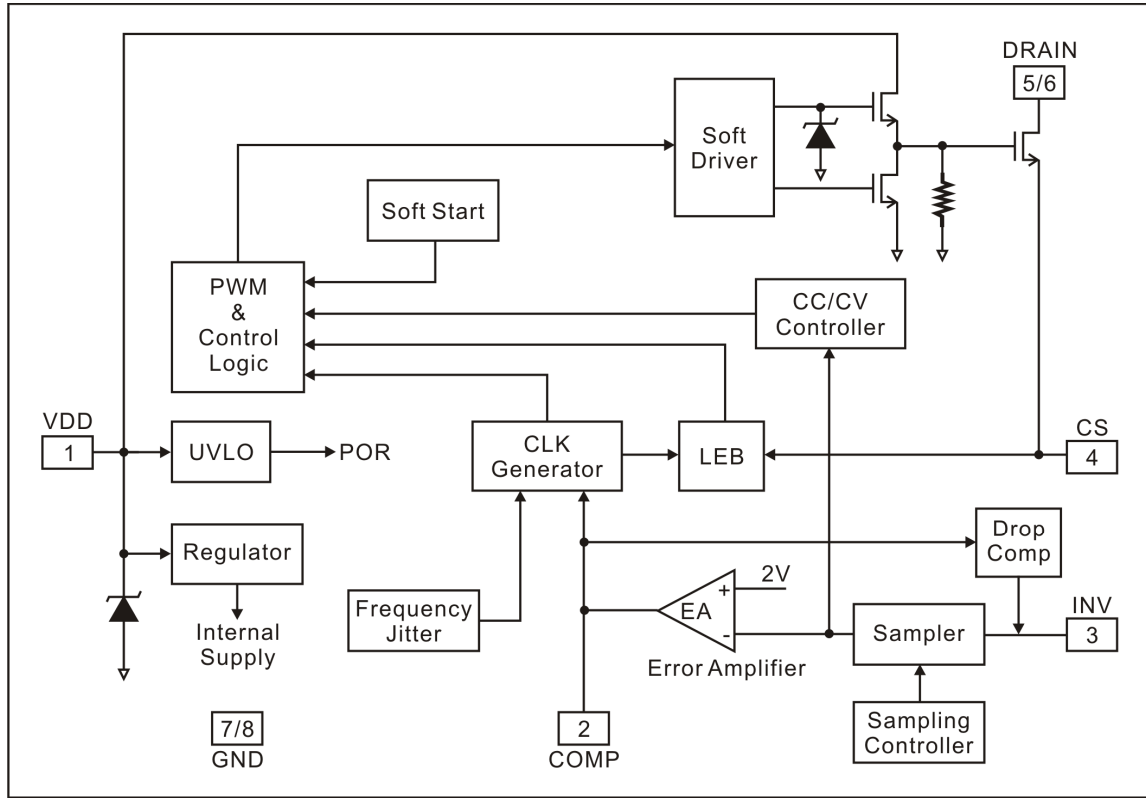 DRAIN
5/6
Soft
Driver
Soft Start
PWM
&
Control
Logic
CC/CV
Controller
VDD
1
UVLO
POR
CLK
Generator
LEB
CS
4
Regulator
Internal
Supply
Drop
Comp
Frequency
Jitter
2V
+
EA
-
Error Amplifier
Sampler
INV
3
7/8
GND
2
COMP
Sampling
Controller